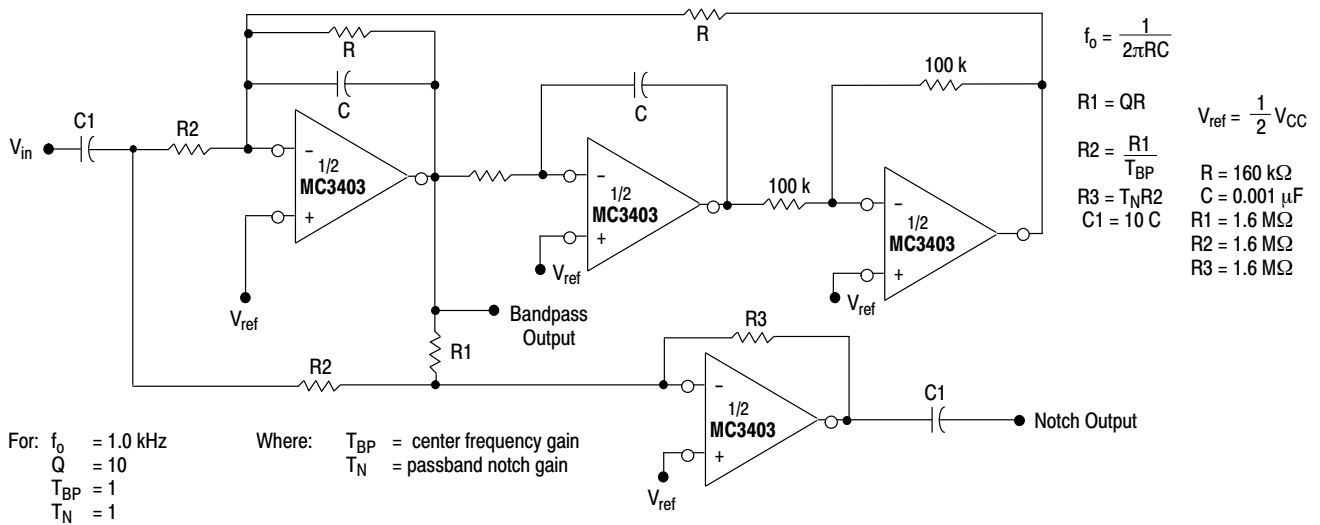 R
R
C
C1
V_in
R2
−
+
1/2
MC3403
V_ref
C
−
+
1/2
MC3403
V_ref
100 k
100 k
−
+
1/2
MC3403
V_ref
Bandpass
Output
R1
R2
R3
−
+
1/2
MC3403
V_ref
C1
Notch Output
f_o = 1 / 2πRC
R1 = QR
R2 = R1 / T_BP
R3 = T_N R2
C1 = 10 C
V_ref = 1/2 V_CC
R = 160 kΩ
C = 0.001 μF
R1 = 1.6 MΩ
R2 = 1.6 MΩ
R3 = 1.6 MΩ
For: f_o = 1.0 kHz
Q = 10
T_BP = 1
T_N = 1
Where: T_BP = center frequency gain
T_N = passband notch gain